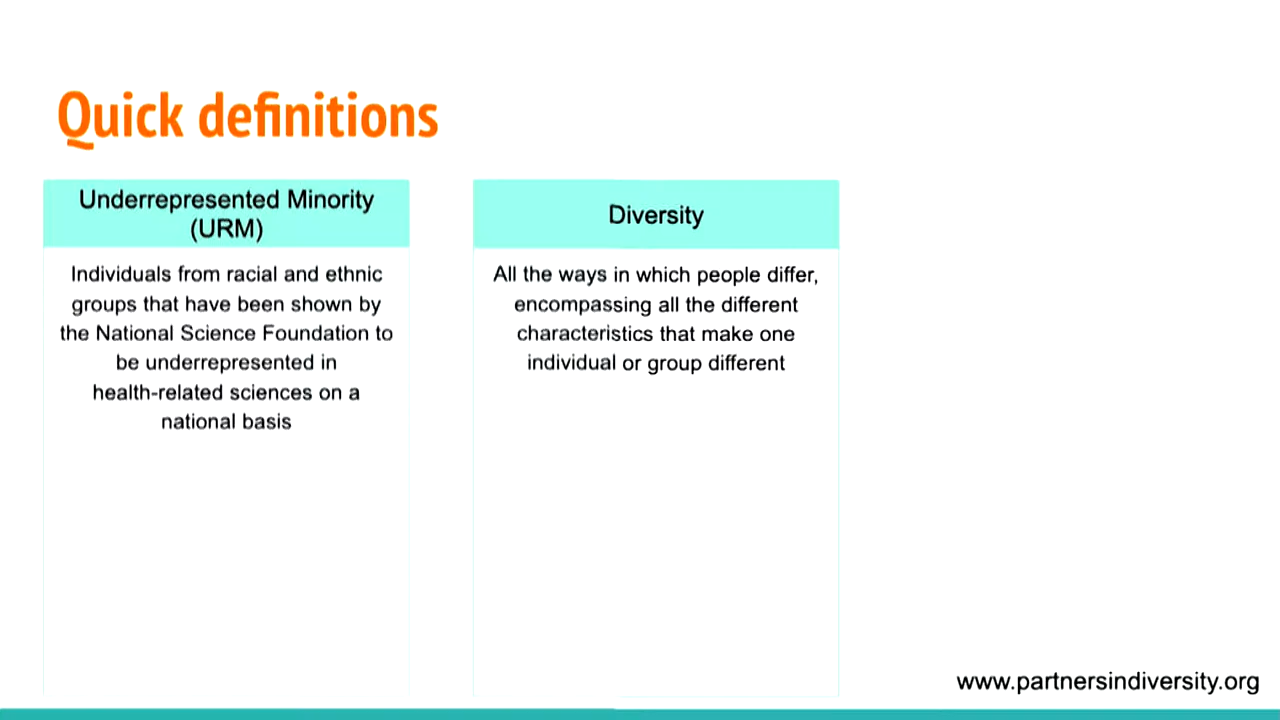 Quick definitions
Underrepresented Minority
(URM)
Individuals from racial and ethnic
groups that have been shown by
the National Science Foundation to
be underrepresented in
health-related sciences on a
national basis
Diversity
All the ways in which people differ,
encompassing all the different
characteristics that make one
individual or group different
www.partnersindiversity.org